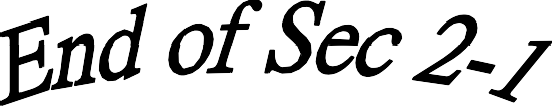 End of Sec 2-1